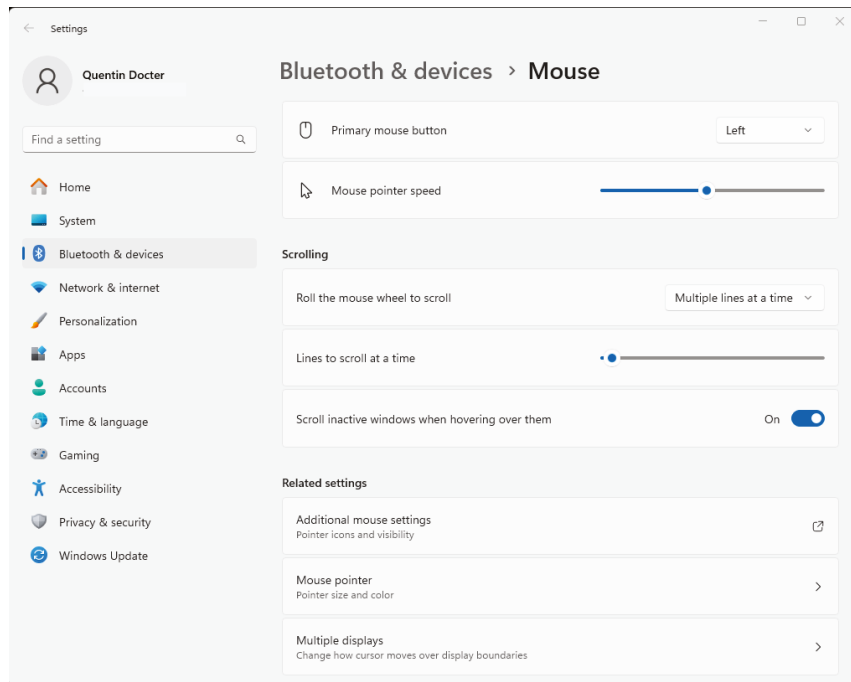 Settings
Quentin Docter
Find a setting
Home
System
Bluetooth & devices
Network & internet
Personalization
Apps
Accounts
Time & language
Gaming
Accessibility
Privacy & security
Windows Update
Bluetooth & devices › Mouse
Primary mouse button Left
Mouse pointer speed
Scrolling
Roll the mouse wheel to scroll Multiple lines at a time
Lines to scroll at a time
Scroll inactive windows when hovering over them On
Related settings
Additional mouse settings
Pointer icons and visibility
Mouse pointer
Pointer size and color
Multiple displays
Change how cursor moves over display boundaries